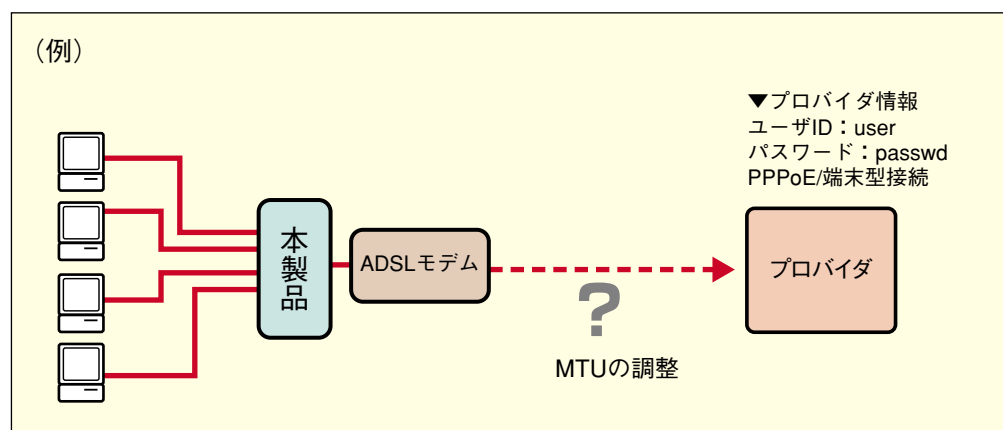 (例)
▼プロバイダ情報
ユーザID：user
パスワード：passwd
PPPoE/端末型接続
本製品
ADSLモデム
プロバイダ
?
MTUの調整